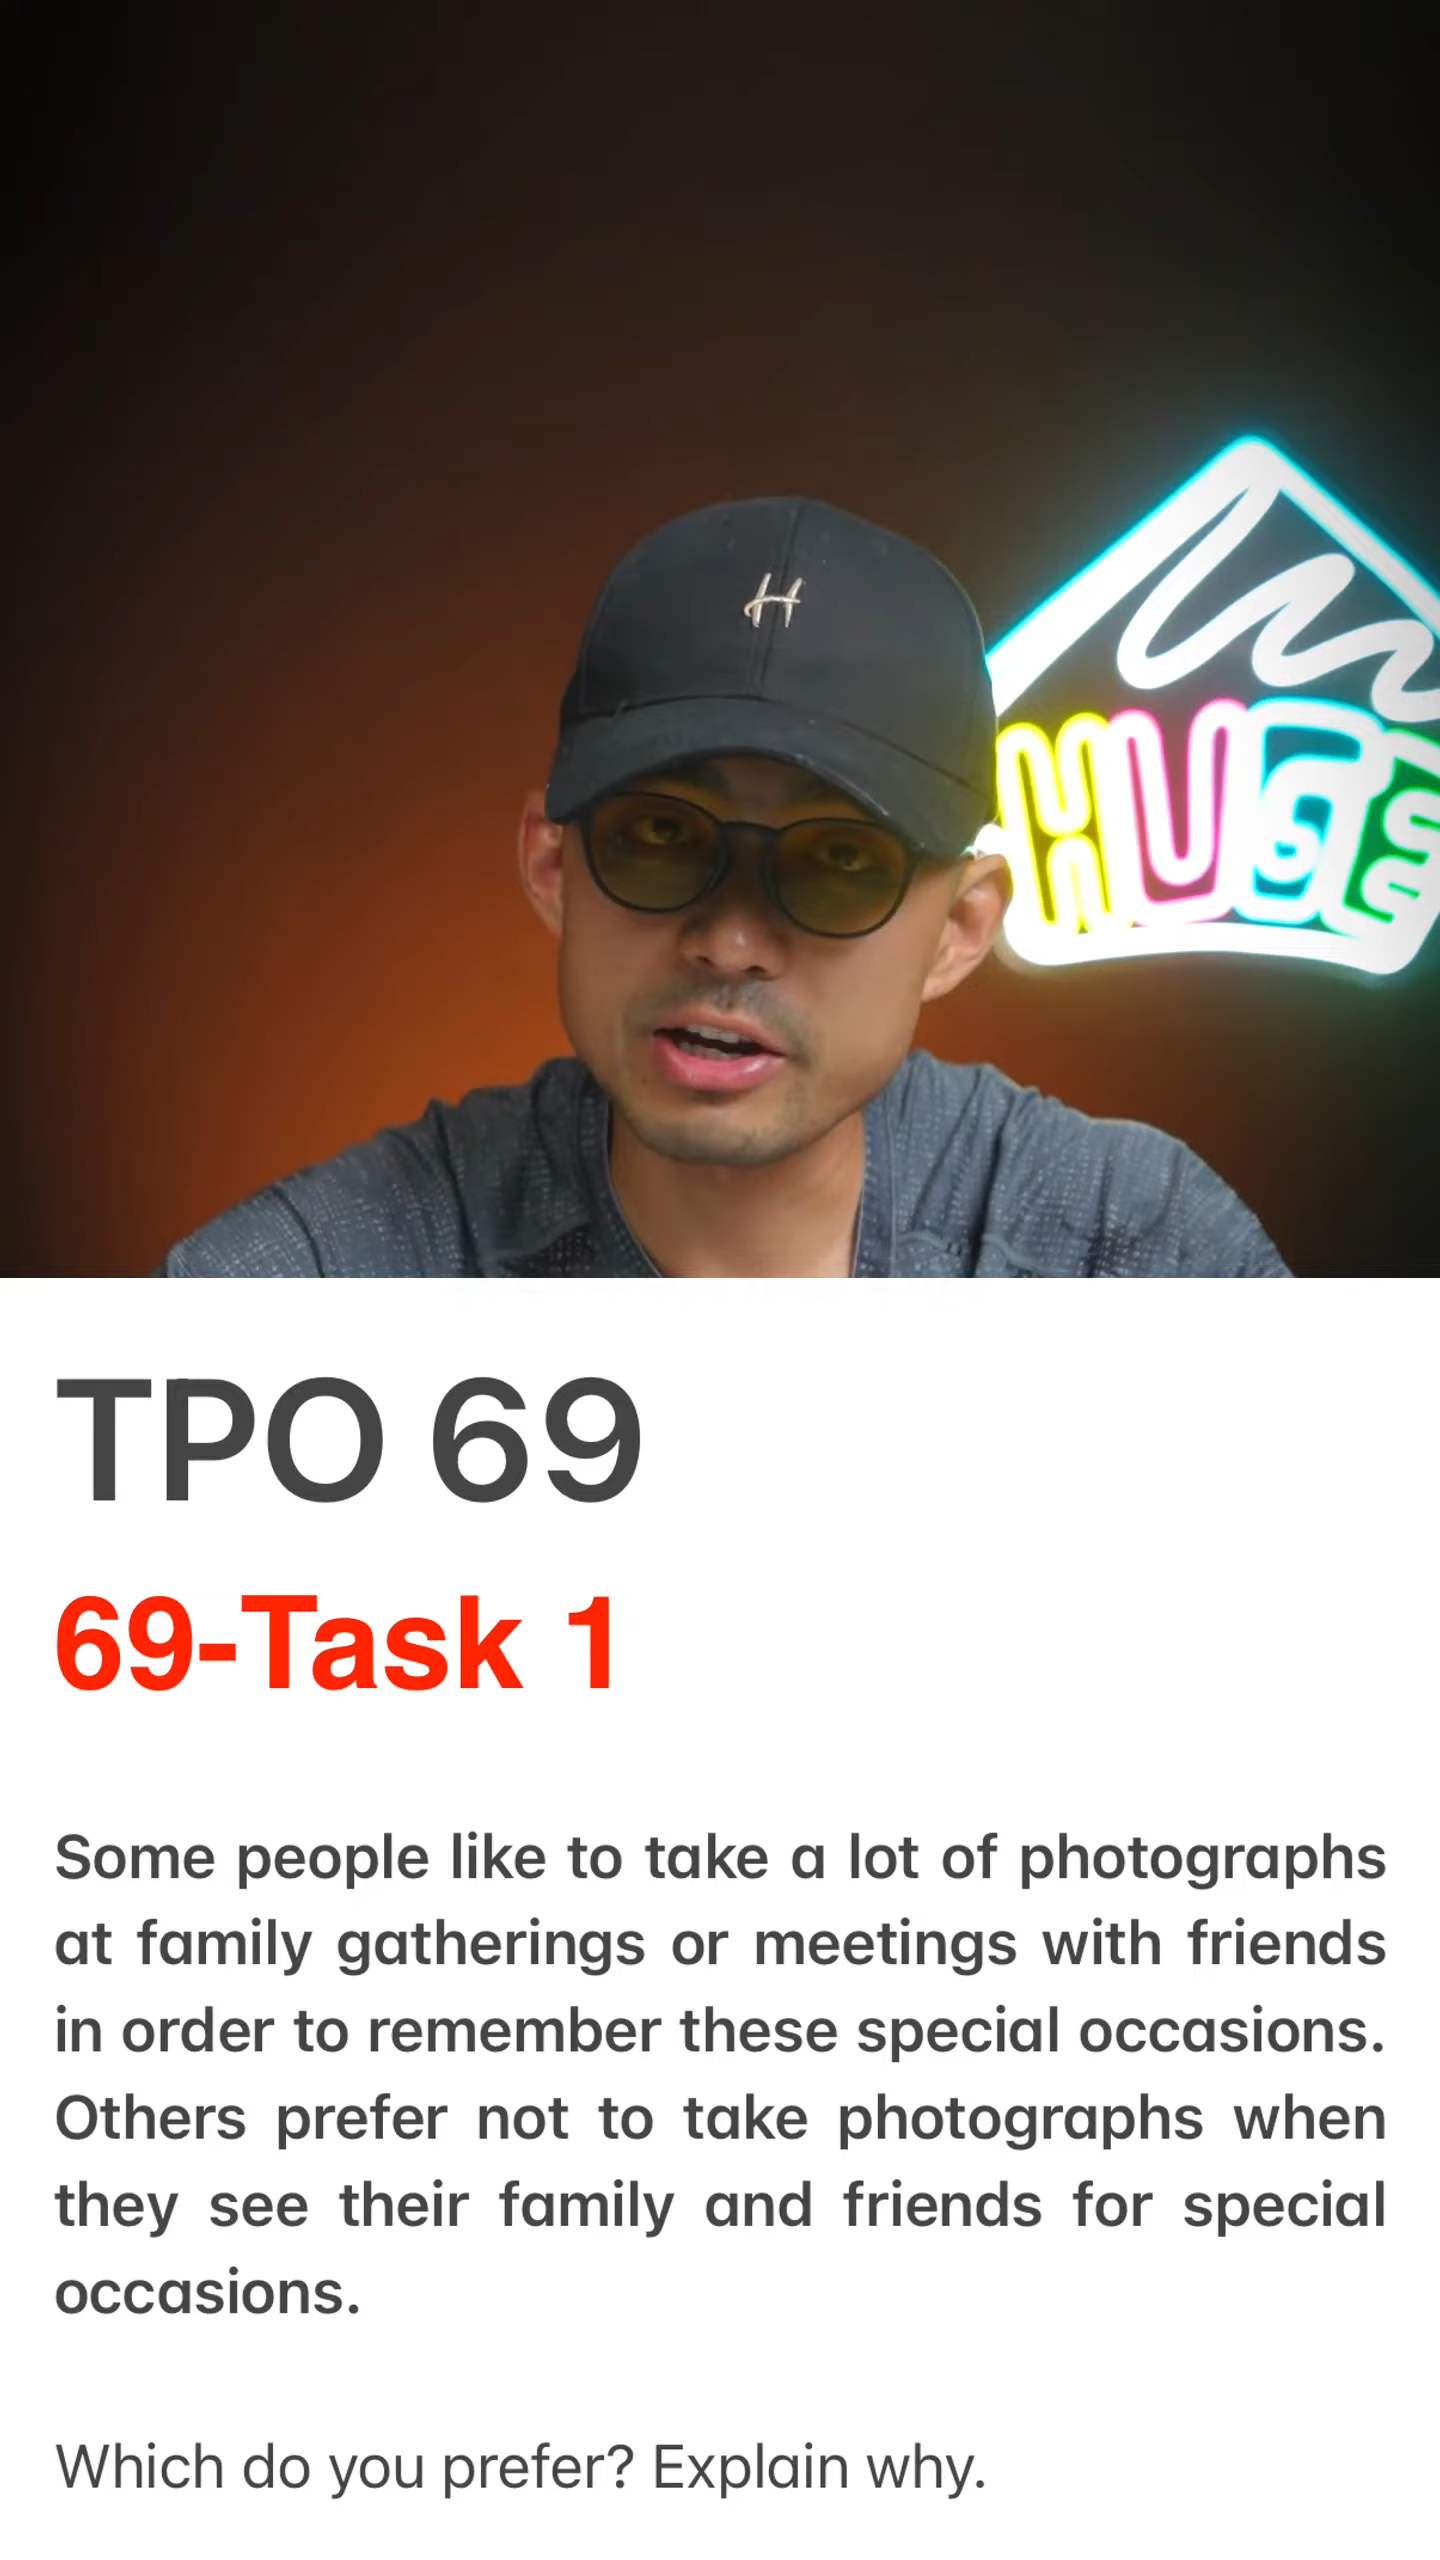 H
HUGE
TPO 69
69-Task 1
Some people like to take a lot of photographs
at family gatherings or meetings with friends
in order to remember these special occasions.
Others prefer not to take photographs when
they see their family and friends for special
occasions.
Which do you prefer? Explain why.